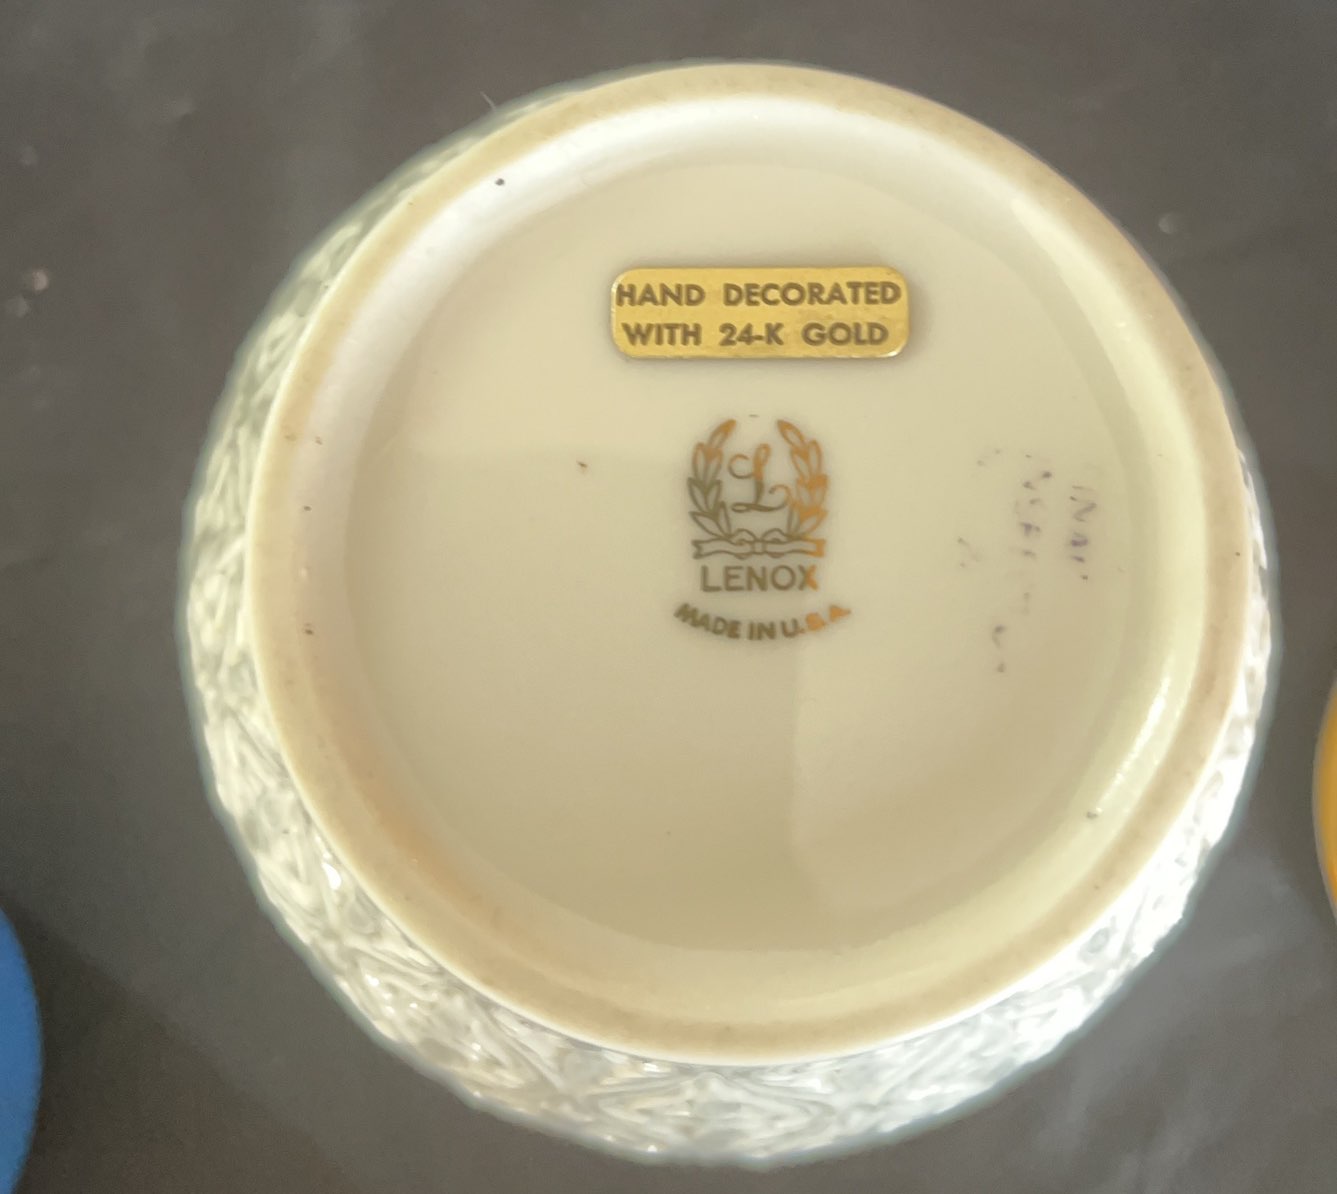 HAND DECORATED
WITH 24-K GOLD
L
LENOX
MADE IN U.S.A.